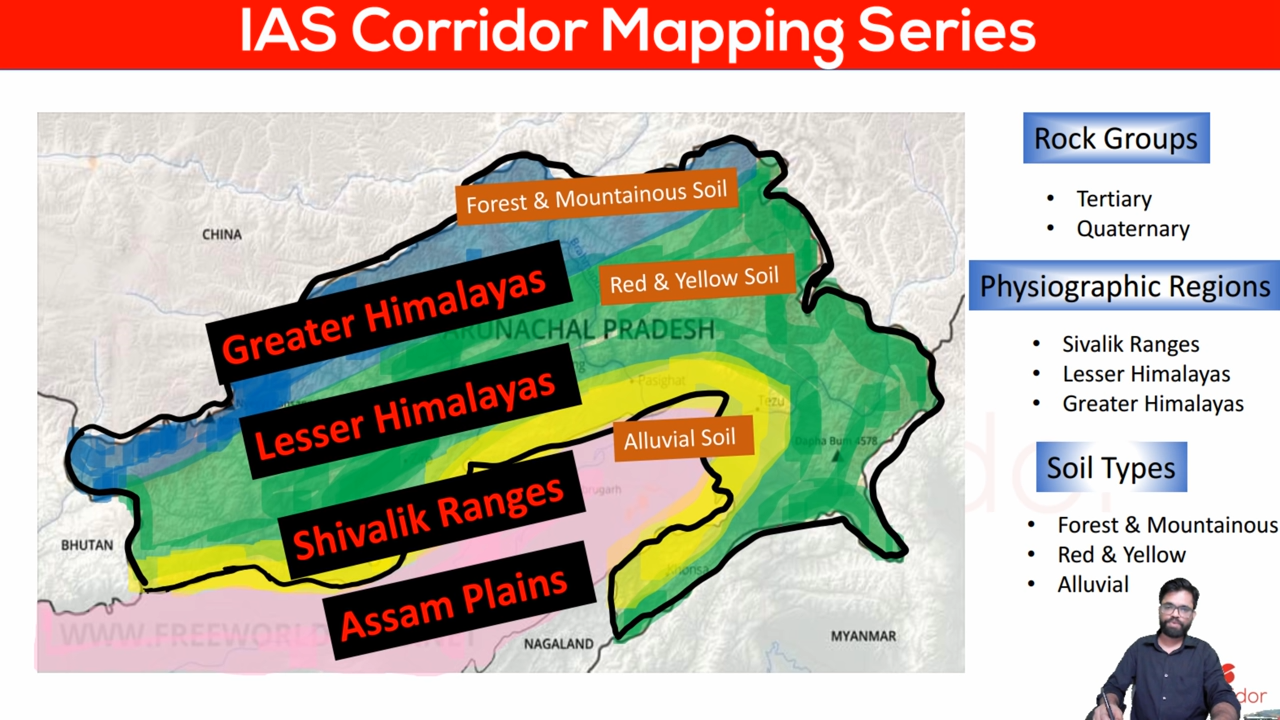 IAS Corridor Mapping Series
CHINA
Forest & Mountainous Soil
Greater Himalayas
Red & Yellow Soil
ARUNACHAL PRADESH
Lesser Himalayas
Pasighat
Tezu
Alluvial Soil
Dapha Bum 4578
Shivalik Ranges
BHUTAN
Khonsa
Assam Plains
NAGALAND
MYANMAR
Rock Groups
• Tertiary
• Quaternary
Physiographic Regions
• Sivalik Ranges
• Lesser Himalayas
• Greater Himalayas
Soil Types
• Forest & Mountainous
• Red & Yellow
• Alluvial
dor